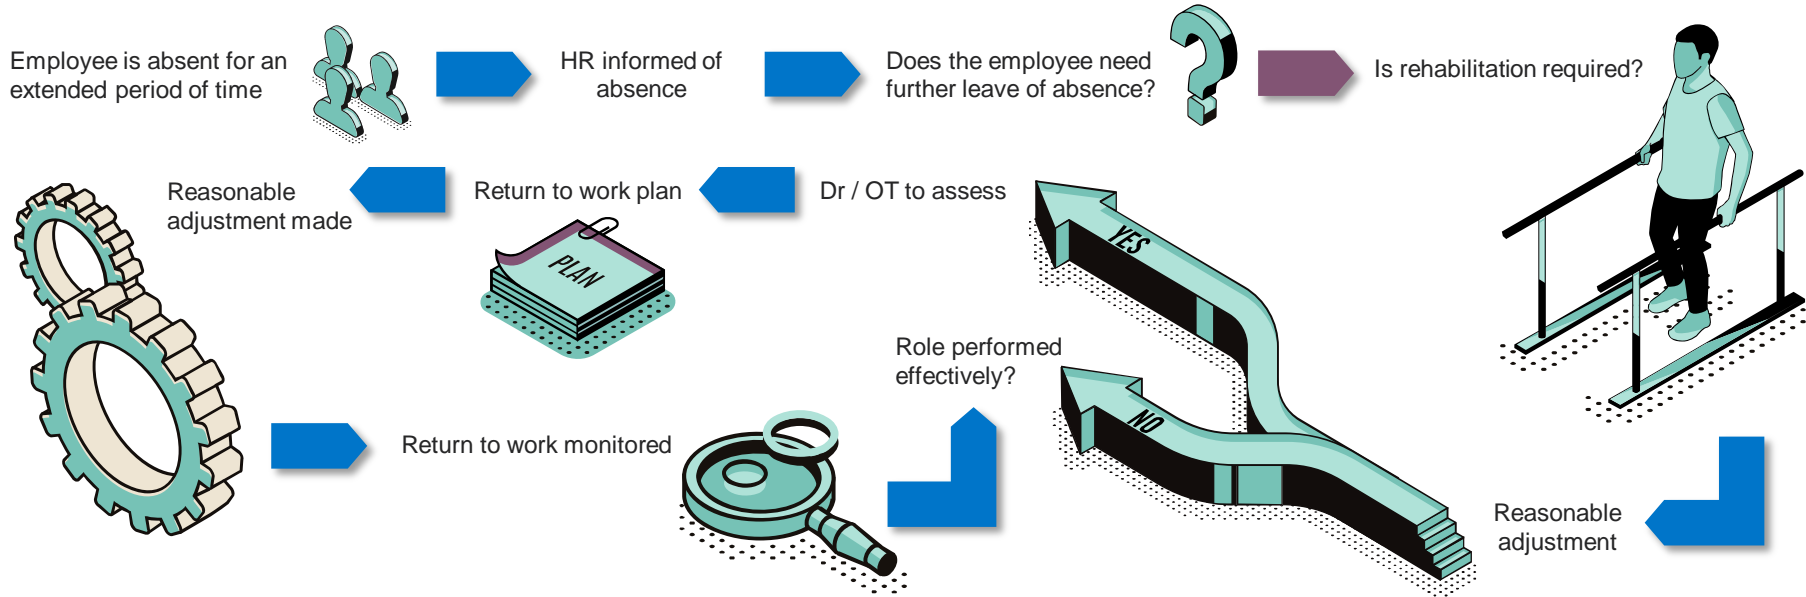 Employee is absent for an
extended period of time
HR informed of
absence
Does the employee need
further leave of absence?
Is rehabilitation required?
Reasonable
adjustment made
Return to work plan
Dr / OT to assess
YES
PLAN
Role performed
effectively?
NO
Return to work monitored
Reasonable
adjustment